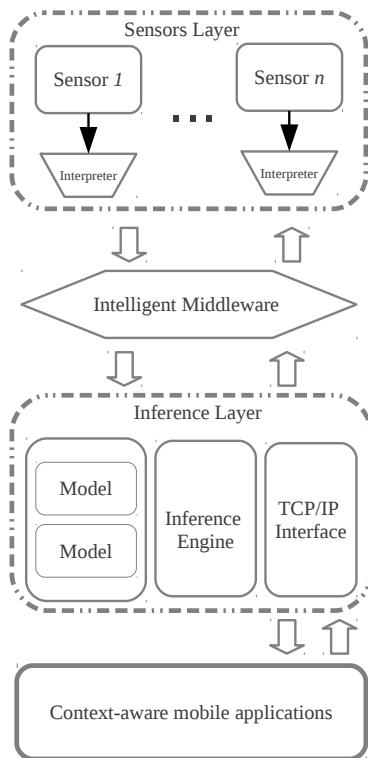 Sensors Layer
Sensor 1
Sensor n
...
Interpreter
Interpreter
Intelligent Middleware
Inference Layer
Model
Model
Inference
Engine
TCP/IP
Interface
Context-aware mobile applications